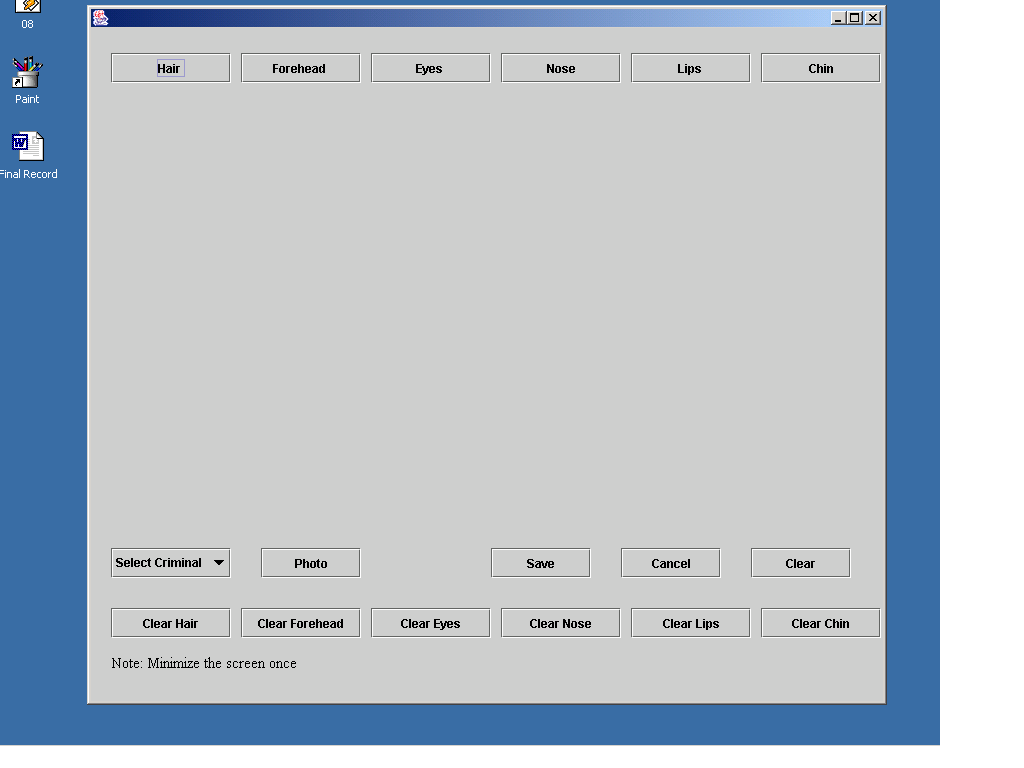 08
Paint
Final Record
Hair Forehead Eyes Nose Lips Chin
Select Criminal Photo Save Cancel Clear
Clear Hair Clear Forehead Clear Eyes Clear Nose Clear Lips Clear Chin
Note: Minimize the screen once